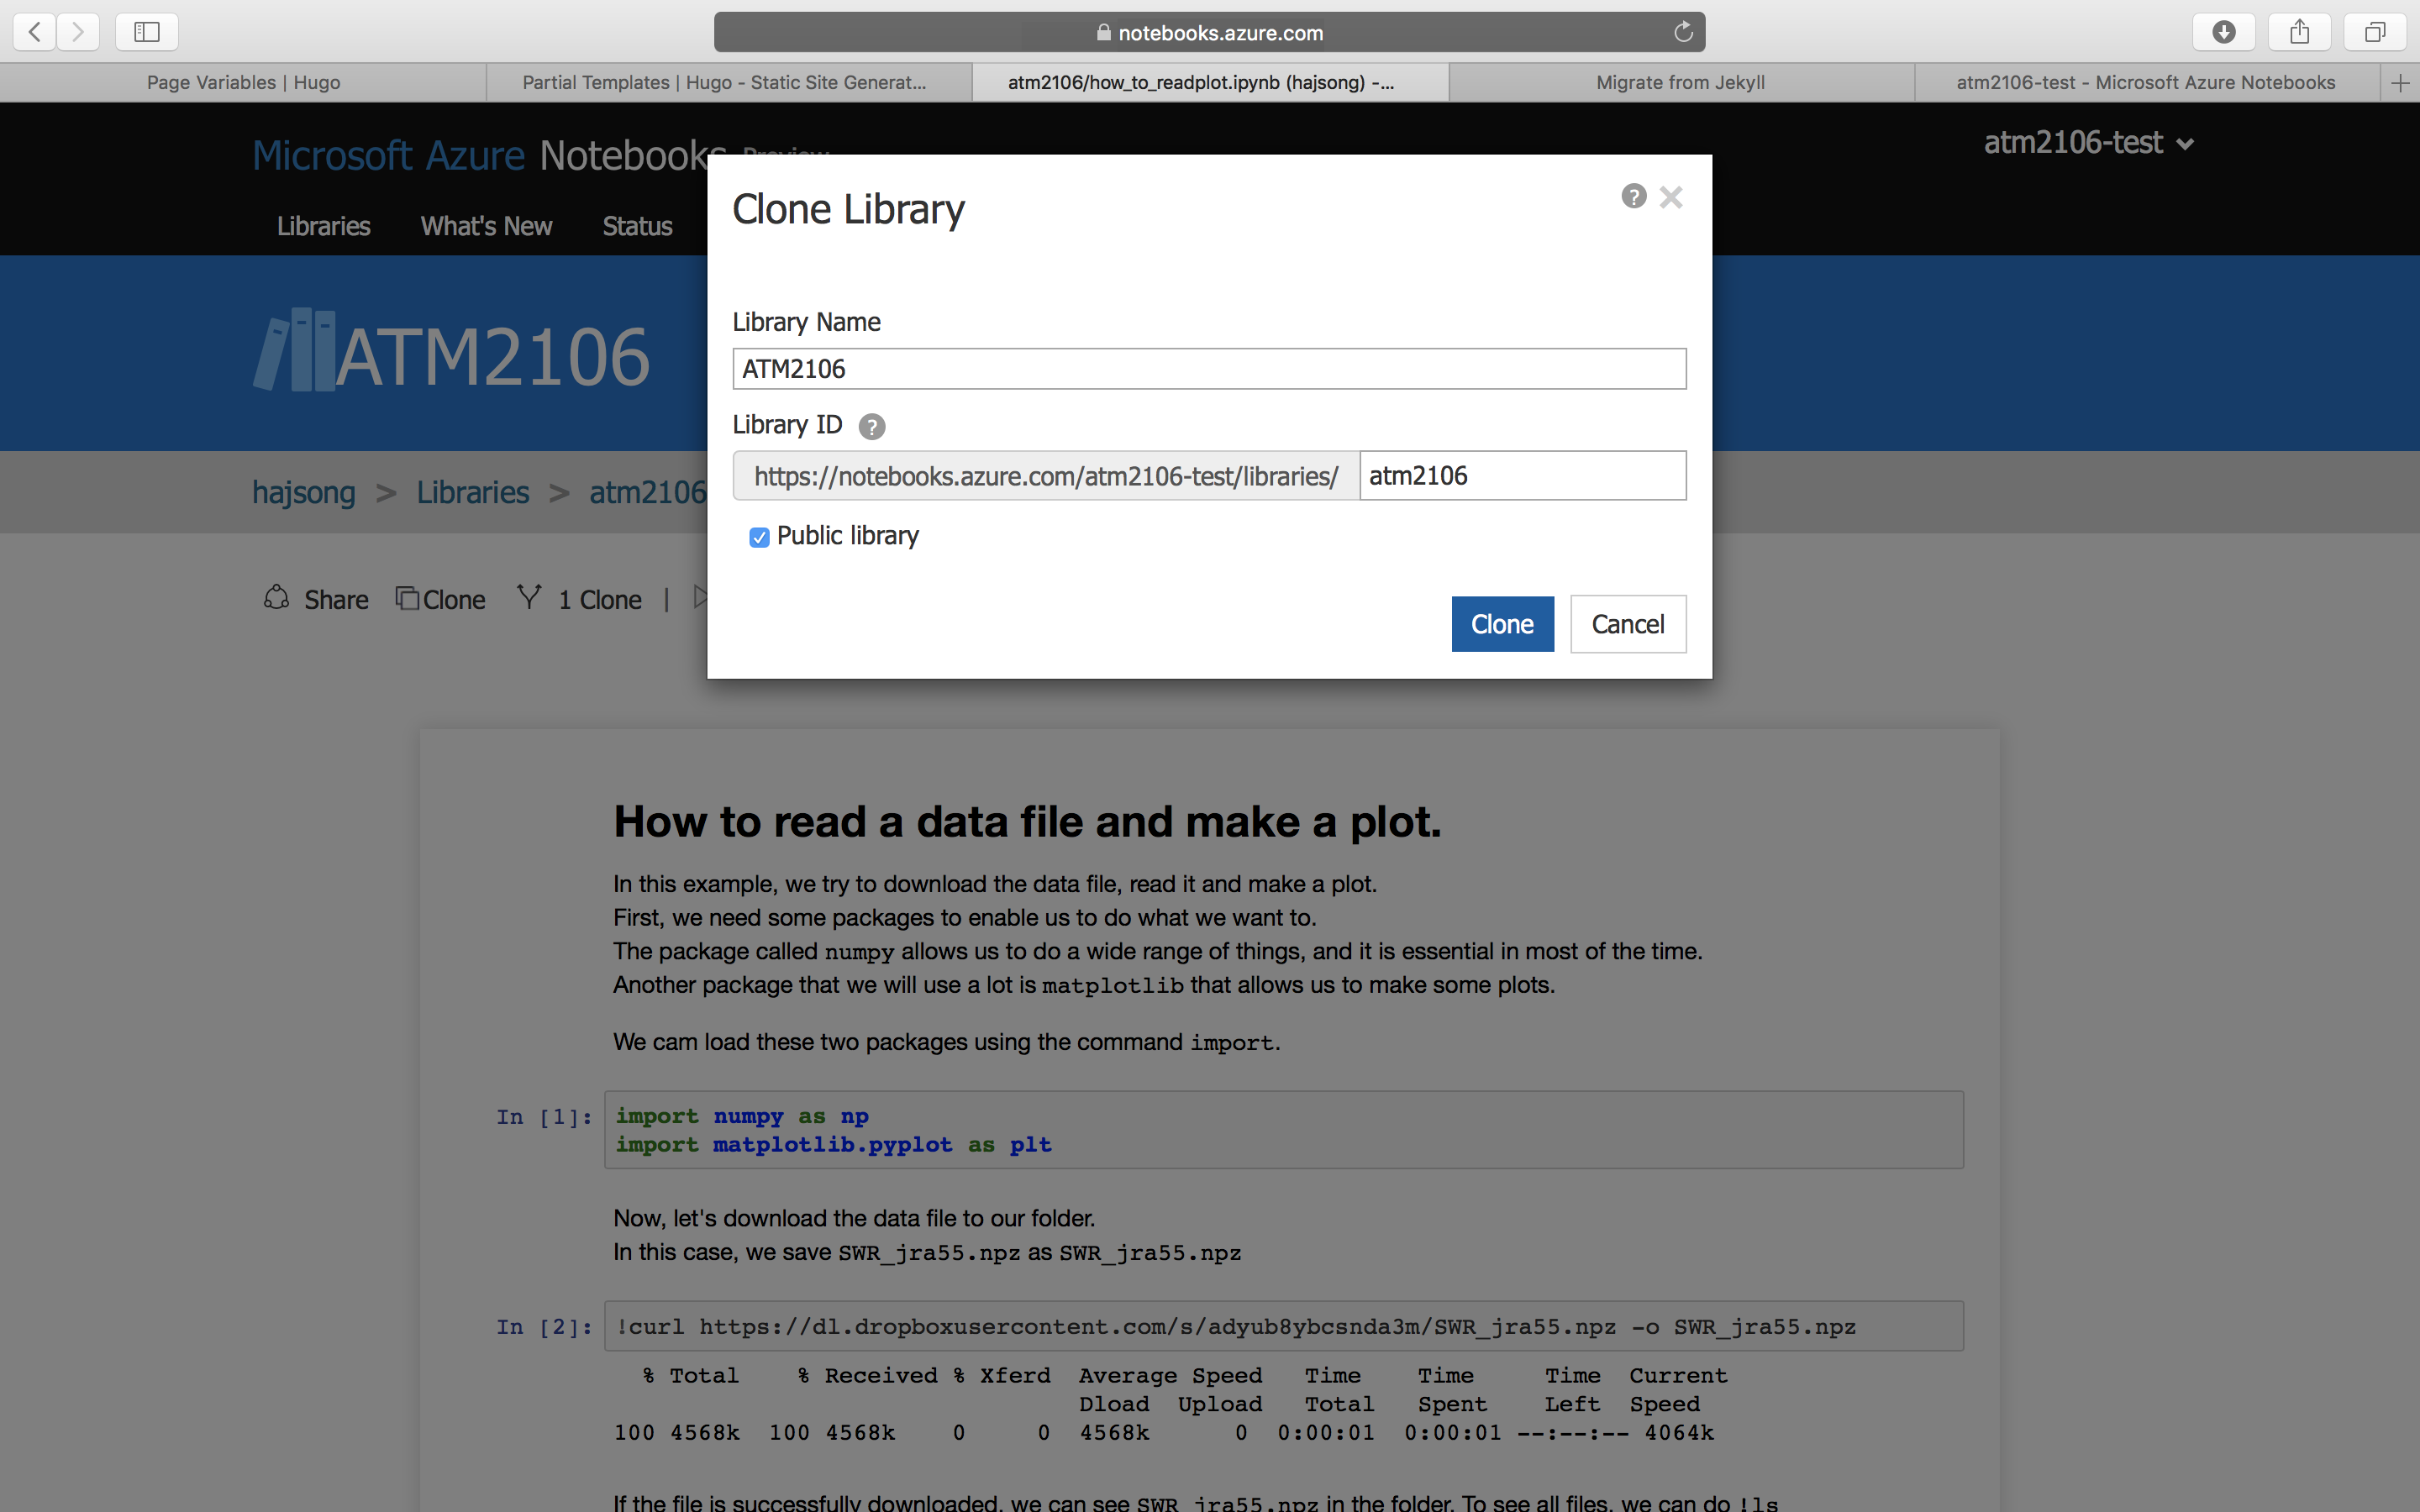 notebooks.azure.com
Page Variables | Hugo
Partial Templates | Hugo - Static Site Generat...
atm2106/how_to_readplot.ipynb (hajsong) -...
Migrate from Jekyll
atm2106-test - Microsoft Azure Notebooks
Microsoft Azure Notebooks Preview
atm2106-test
Libraries What's New Status
Clone Library
ATM2106
Library Name
ATM2106
Library ID
https://notebooks.azure.com/atm2106-test/libraries/ atm2106
hajsong > Libraries > atm2106
Public library
Share Clone 1 Clone |
Clone Cancel
How to read a data file and make a plot.
In this example, we try to download the data file, read it and make a plot.
First, we need some packages to enable us to do what we want to.
The package called numpy allows us to do a wide range of things, and it is essential in most of the time.
Another package that we will use a lot is matplotlib that allows us to make some plots.
We cam load these two packages using the command import.
In [1]: import numpy as np
import matplotlib.pyplot as plt
Now, let's download the data file to our folder.
In this case, we save SWR_jra55.npz as SWR_jra55.npz
In [2]: !curl https://dl.dropboxusercontent.com/s/adyub8ybcsnda3m/SWR_jra55.npz -o SWR_jra55.npz
% Total % Received % Xferd Average Speed Time Time Time Current
Dload Upload Total Spent Left Speed
100 4568k 100 4568k 0 0 4568k 0 0:00:01 0:00:01 --:--:-- 4064k
If the file is successfully downloaded, we can see SWR_jra55.npz in the folder. To see all files, we can do !ls